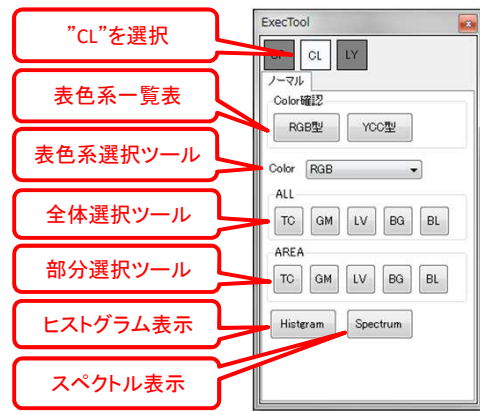 ”CL”を選択
表色系一覧表
表色系選択ツール
全体選択ツール
部分選択ツール
ヒストグラム表示
スペクトル表示
ExecTool
CL LY
ノーマル
Color確認
RGB型 YCC型
Color RGB
ALL
TC GM LV BG BL
AREA
TC GM LV BG BL
Histgram Spectrum